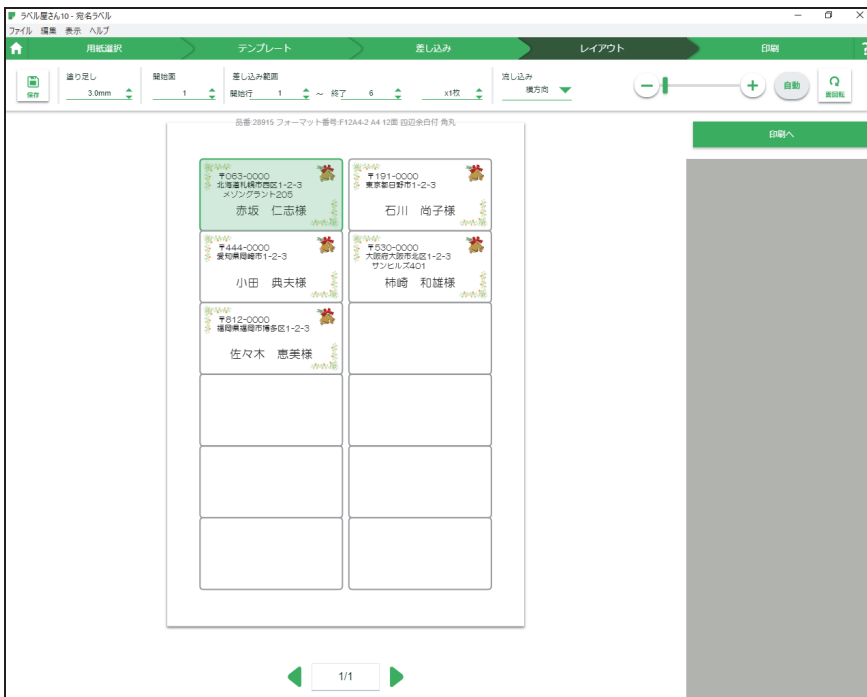 ラベル屋さん10 - 宛名ラベル
ファイル 編集 表示 ヘルプ
用紙選択 テンプレート 差し込み レイアウト 印刷 ?
保存
塗り足し 開始面 差し込み範囲 流し込み
3.0mm 1 開始行 1 ～ 終了 6 x1枚 横方向 自動 面回転
品番:28915 フォーマット番号:F12A4-2 A4 12面 四辺余白付 角丸
印刷へ
〒063-0000
北海道札幌市西区1-2-3
メゾングラント205
赤坂 仁志様
〒191-0000
東京都日野市1-2-3
石川 尚子様
〒444-0000
愛知県岡崎市1-2-3
小田 典夫様
〒530-0000
大阪府大阪市北区1-2-3
サンヒルズ401
柿崎 和雄様
〒812-0000
福岡県福岡市博多区1-2-3
佐々木 恵美様
1/1